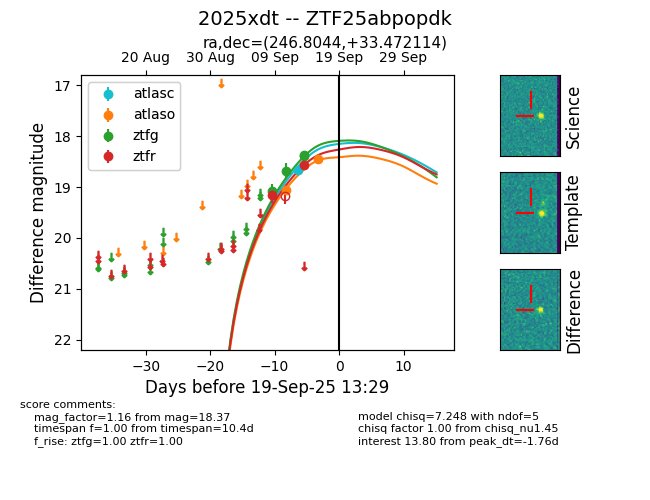 2025xdt -- ZTF25abpopdk
ra,dec=(246.8044,+33.472114)
20 Aug 30 Aug 09 Sep 19 Sep 29 Sep
17
18
19
20
21
22
Difference magnitude
atlasc
atlaso
ztfg
ztfr
−30 −20 −10 0 10
Days before 19-Sep-25 13:29
Science
Template
Difference
score comments:
mag_factor=1.16 from mag=18.37
timespan f=1.00 from timespan=10.4d
f_rise: ztfg=1.00 ztfr=1.00
model chisq=7.248 with ndof=5
chisq factor 1.00 from chisq_nu1.45
interest 13.80 from peak_dt=-1.76d